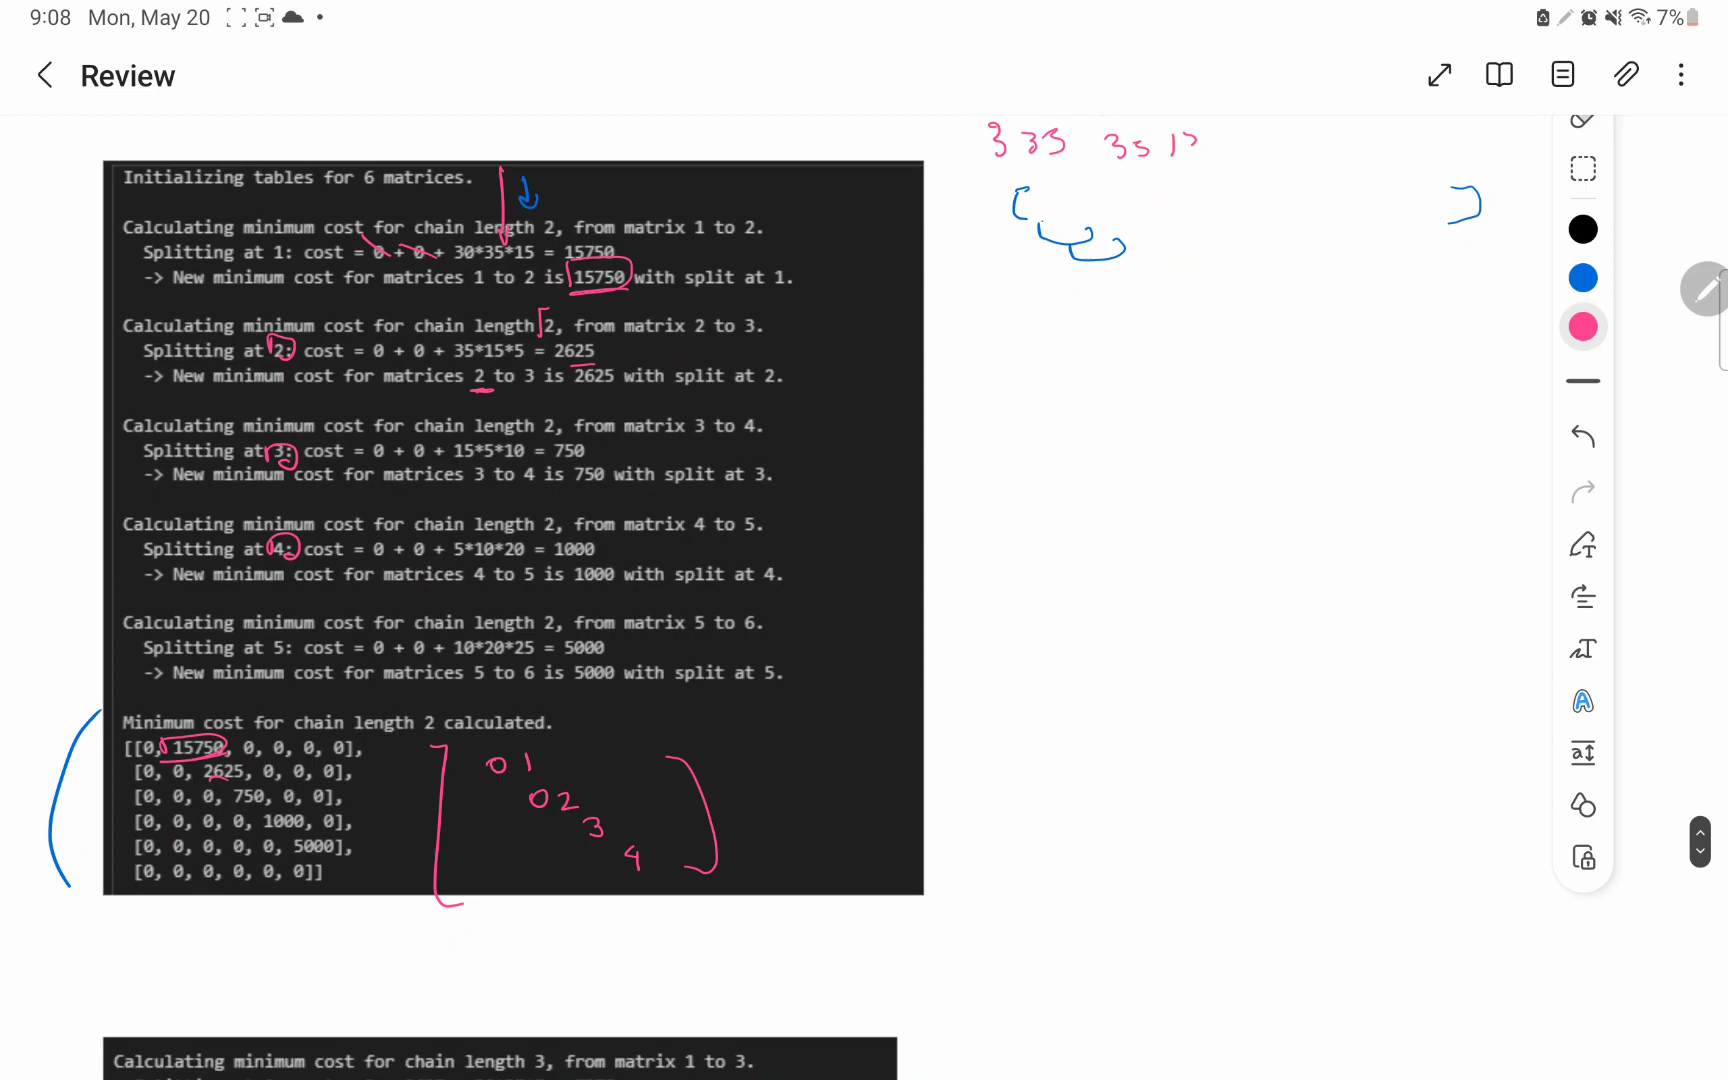 9:08 Mon, May 20
7%
Review
35 15
Initializing tables for 6 matrices.
Calculating minimum cost for chain length 2, from matrix 1 to 2.
Splitting at 1: cost = 0 + 0 + 30*35*15 = 15750
-> New minimum cost for matrices 1 to 2 is 15750 with split at 1.
Calculating minimum cost for chain length 2, from matrix 2 to 3.
Splitting at 2: cost = 0 + 0 + 35*15*5 = 2625
-> New minimum cost for matrices 2 to 3 is 2625 with split at 2.
Calculating minimum cost for chain length 2, from matrix 3 to 4.
Splitting at 3: cost = 0 + 0 + 15*5*10 = 750
-> New minimum cost for matrices 3 to 4 is 750 with split at 3.
Calculating minimum cost for chain length 2, from matrix 4 to 5.
Splitting at 4: cost = 0 + 0 + 5*10*20 = 1000
-> New minimum cost for matrices 4 to 5 is 1000 with split at 4.
Calculating minimum cost for chain length 2, from matrix 5 to 6.
Splitting at 5: cost = 0 + 0 + 10*20*25 = 5000
-> New minimum cost for matrices 5 to 6 is 5000 with split at 5.
Minimum cost for chain length 2 calculated.
[[0, 15750, 0, 0, 0, 0],
[0, 0, 2625, 0, 0, 0],
[0, 0, 0, 750, 0, 0],
[0, 0, 0, 0, 1000, 0],
[0, 0, 0, 0, 0, 5000],
[0, 0, 0, 0, 0, 0]]
0 1
0 2
3
4
Calculating minimum cost for chain length 3, from matrix 1 to 3.